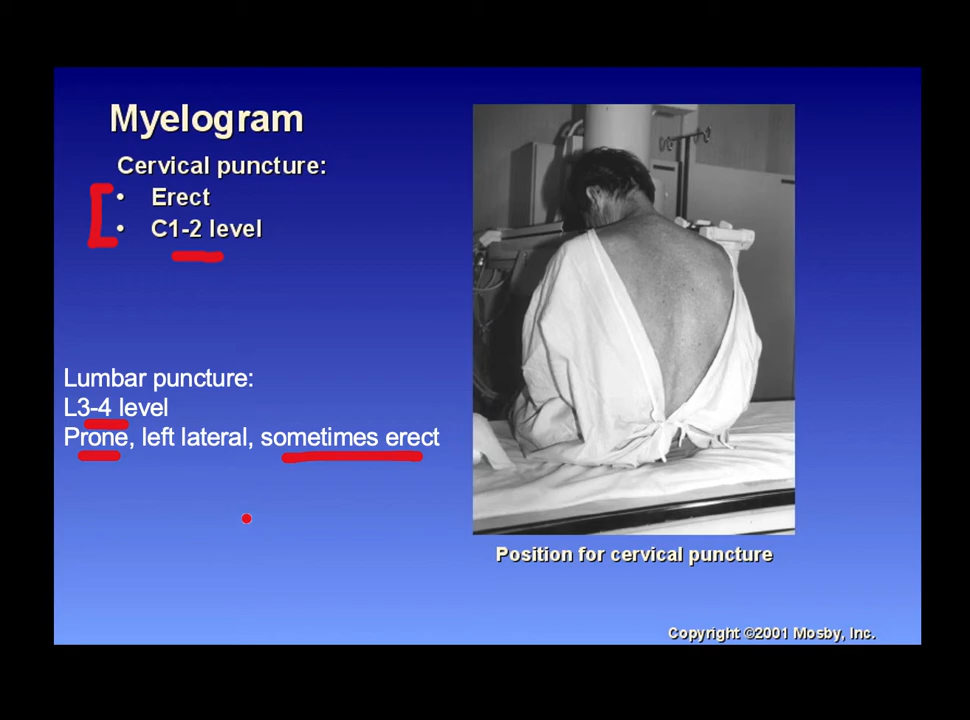 Myelogram
Cervical puncture:
• Erect
• C1-2 level
Lumbar puncture:
L3-4 level
Prone, left lateral, sometimes erect
Position for cervical puncture
Copyright ©2001 Mosby, Inc.